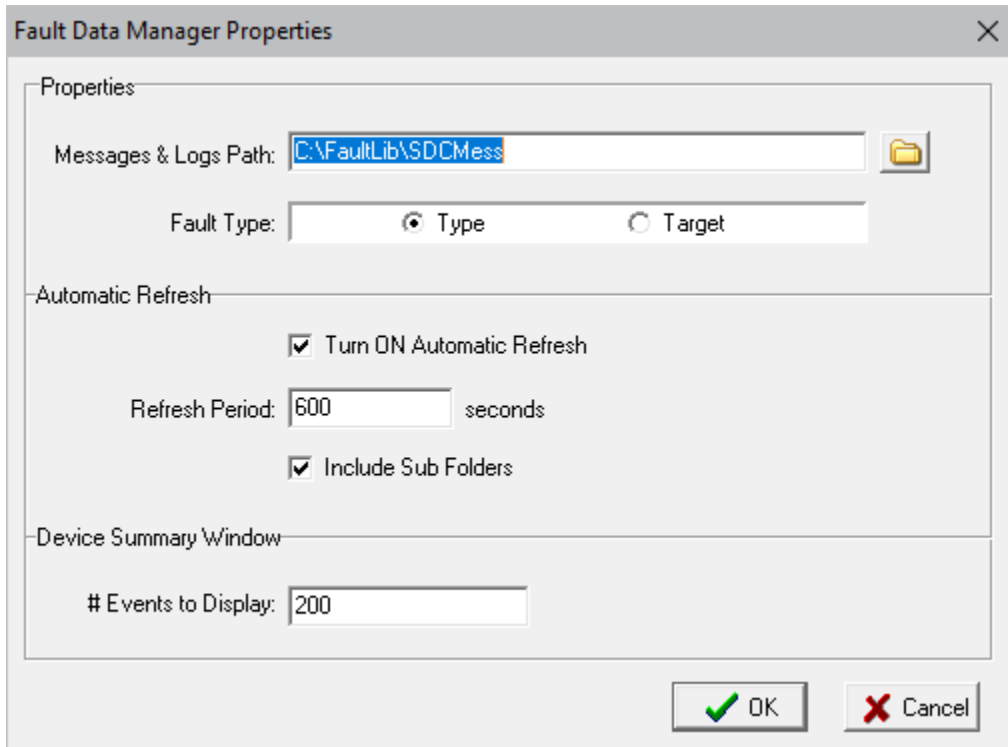 Fault Data Manager Properties
Properties
Messages & Logs Path: C:\FaultLib\SDCMess
Fault Type: Type Target
Automatic Refresh
Turn ON Automatic Refresh
Refresh Period: 600 seconds
Include Sub Folders
Device Summary Window
# Events to Display: 200
OK Cancel